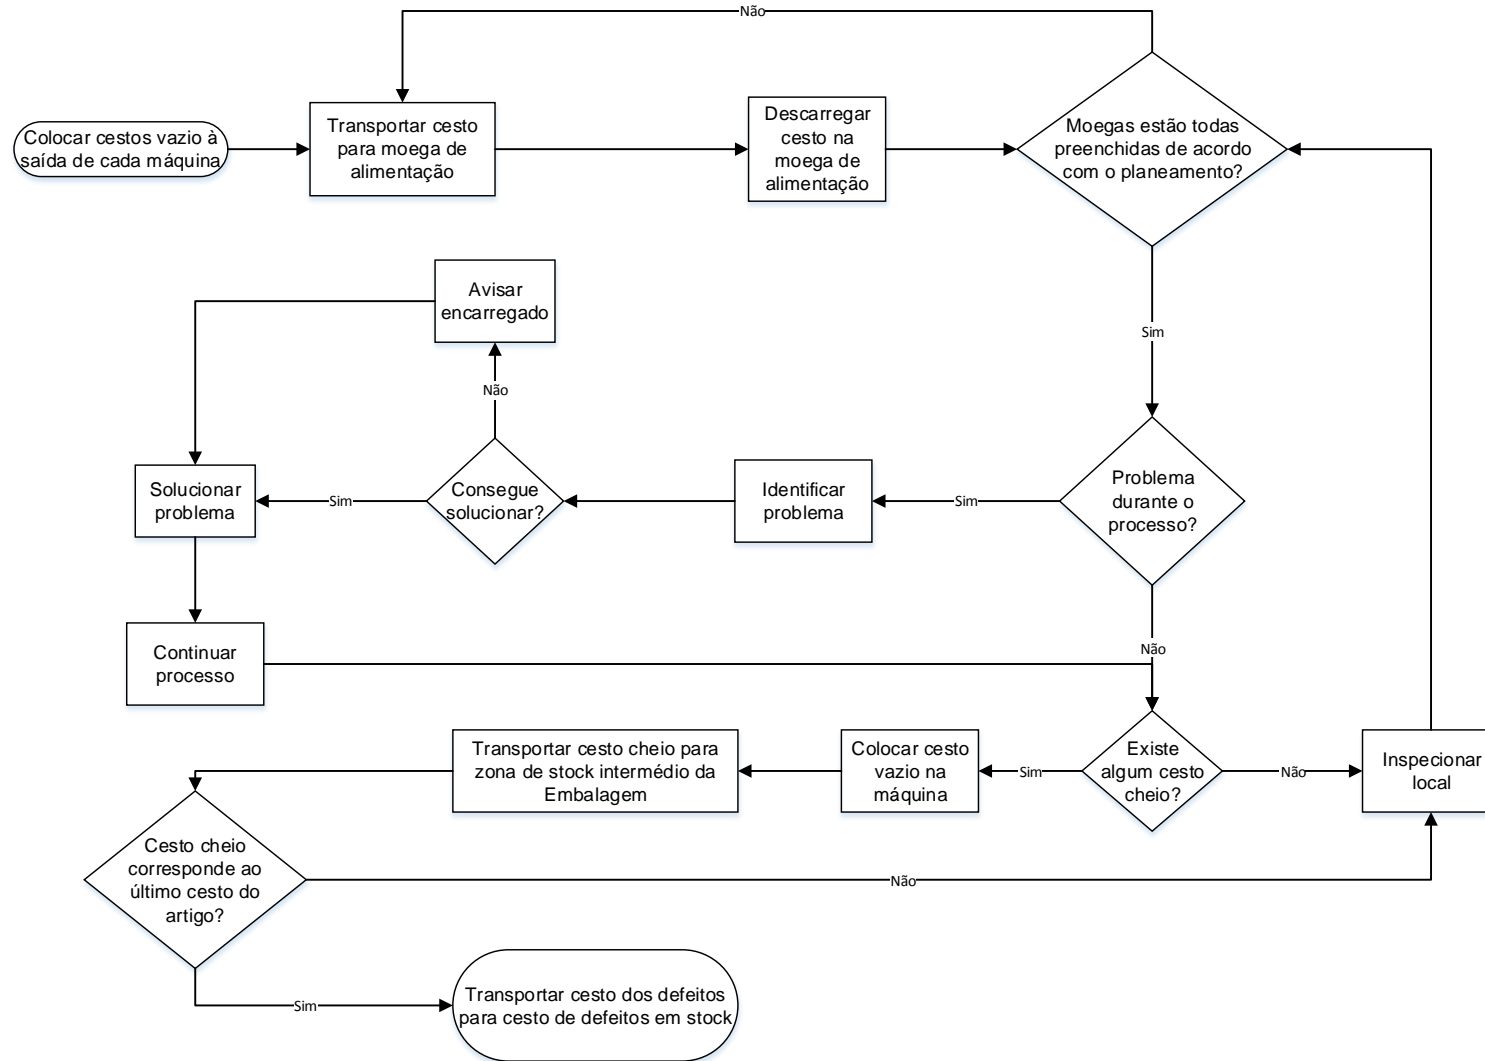 Não
Colocar cestos vazio à
saída de cada máquina
Transportar cesto
para moega de
alimentação
Descarregar
cesto na
moega de
alimentação
Moegas estão todas
preenchidas de acordo
com o planeamento?
Avisar
encarregado
Sim
Não
Solucionar
problema
Sim
Consegue
solucionar?
Identificar
problema
Sim
Problema
durante o
processo?
Continuar
processo
Não
Transportar cesto cheio para
zona de stock intermédio da
Embalagem
Colocar cesto
vazio na
máquina
Sim
Existe
algum cesto
cheio?
Não
Inspecionar
local
Cesto cheio
corresponde ao
último cesto do
artigo?
Não
Sim
Transportar cesto dos defeitos
para cesto de defeitos em stock